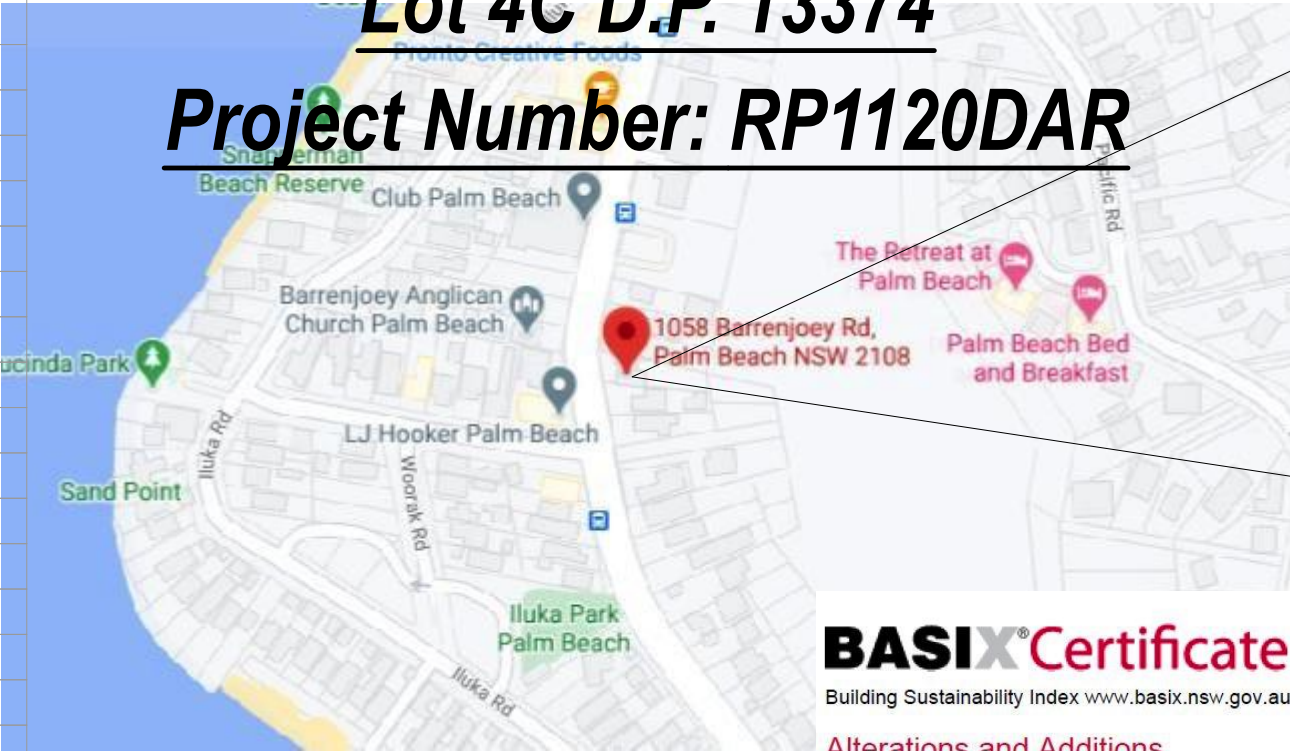 Lot 4C D.P. 13374
Pronto Creative Foods
Project Number: RP1120DAR
Snapperman
Beach Reserve
Club Palm Beach
Pacific Rd
The Retreat at
Palm Beach
Barrenjoey Anglican
Church Palm Beach
1058 Barrenjoey Rd,
Palm Beach NSW 2108
Palm Beach Bed
and Breakfast
ucinda Park
LJ Hooker Palm Beach
Iluka Rd
Woorak Rd
Sand Point
Iluka Park
Palm Beach
Iluka Rd
BASIX®Certificate
Building Sustainability Index www.basix.nsw.gov.au
Alterations and Additions